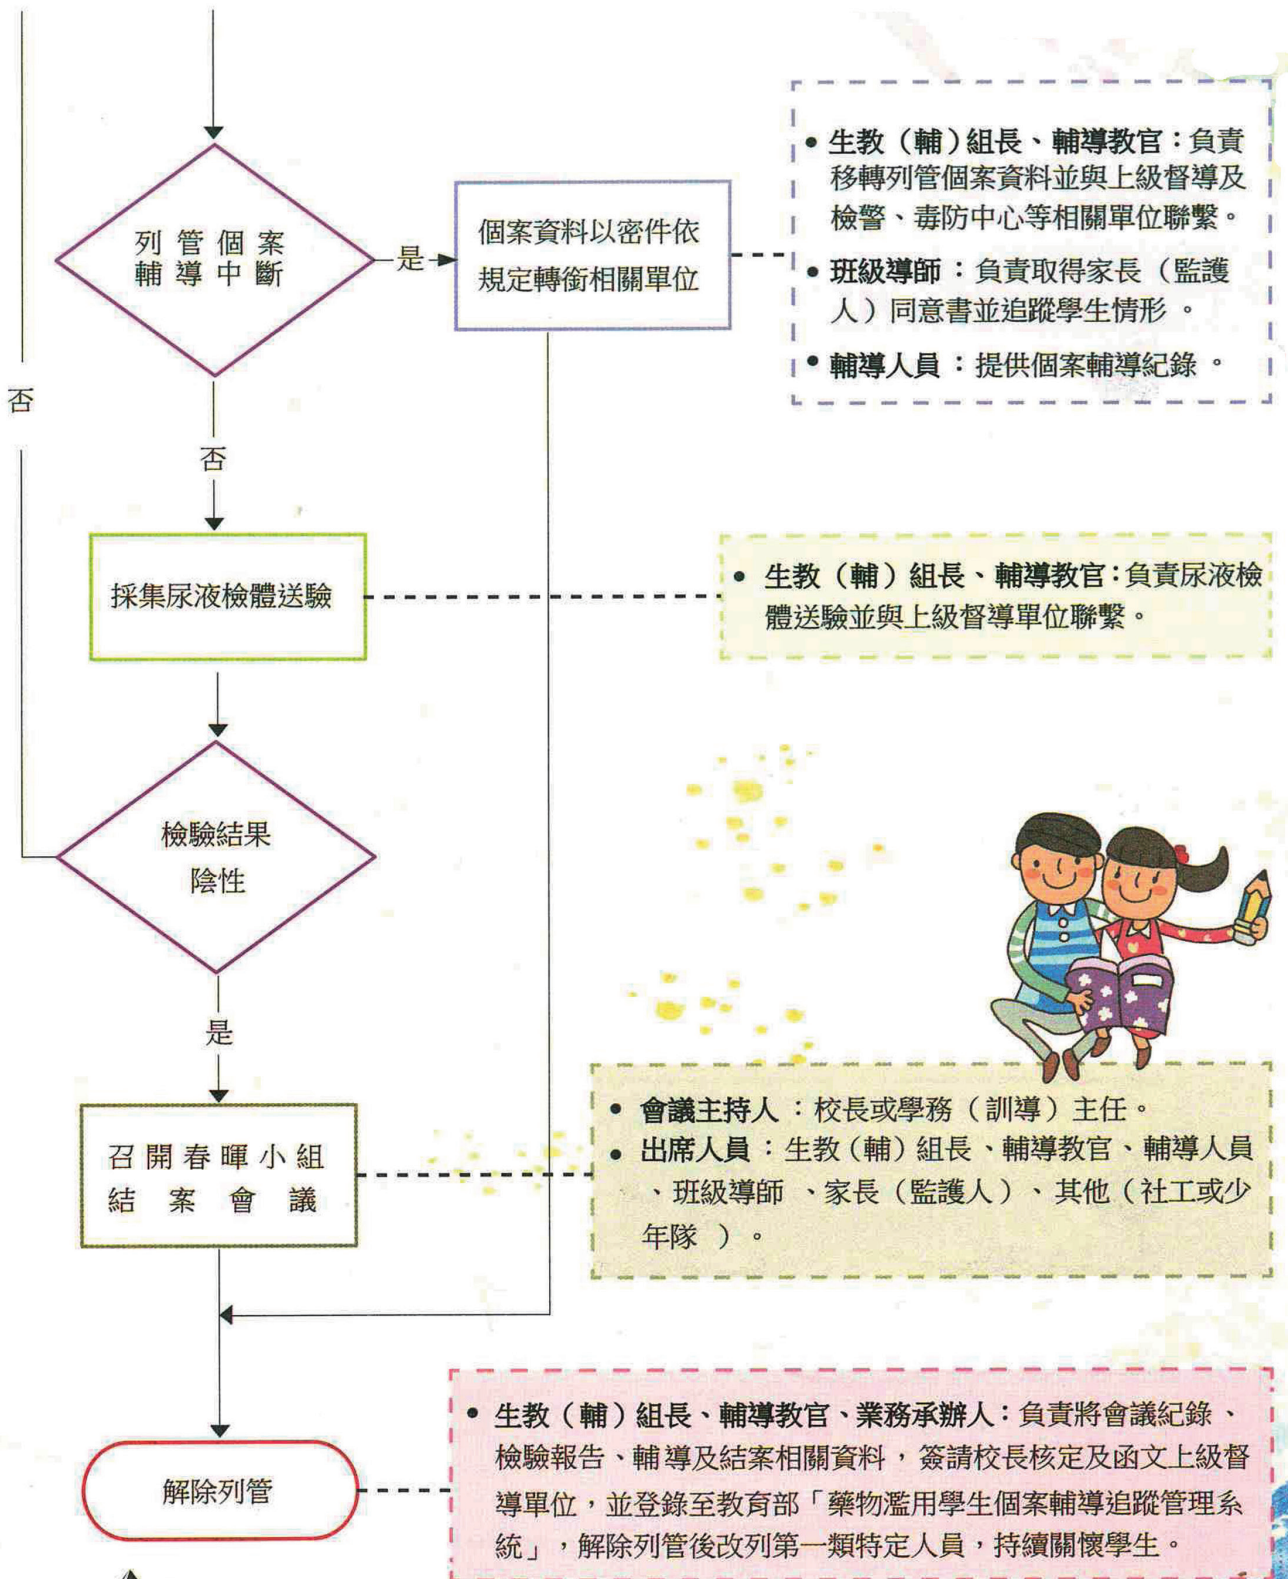 列管個案
輔導中斷
是
個案資料以密件依
規定轉銜相關單位
• 生教（輔）組長、輔導教官：負責
移轉列管個案資料並與上級督導及
檢警、毒防中心等相關單位聯繫。
• 班級導師：負責取得家長（監護
人）同意書並追蹤學生情形。
• 輔導人員：提供個案輔導紀錄。
否
否
採集尿液檢體送驗
• 生教（輔）組長、輔導教官：負責尿液檢
體送驗並與上級督導單位聯繫。
檢驗結果
陰性
是
召開春暉小組
結案會議
• 會議主持人：校長或學務（訓導）主任。
• 出席人員：生教（輔）組長、輔導教官、輔導人員
、班級導師、家長（監護人）、其他（社工或少
年隊）。
解除列管
• 生教（輔）組長、輔導教官、業務承辦人：負責將會議紀錄、
檢驗報告、輔導及結案相關資料，簽請校長核定及函文上級督
導單位，並登錄至教育部「藥物濫用學生個案輔導追蹤管理系
統」，解除列管後改列第一類特定人員，持續關懷學生。